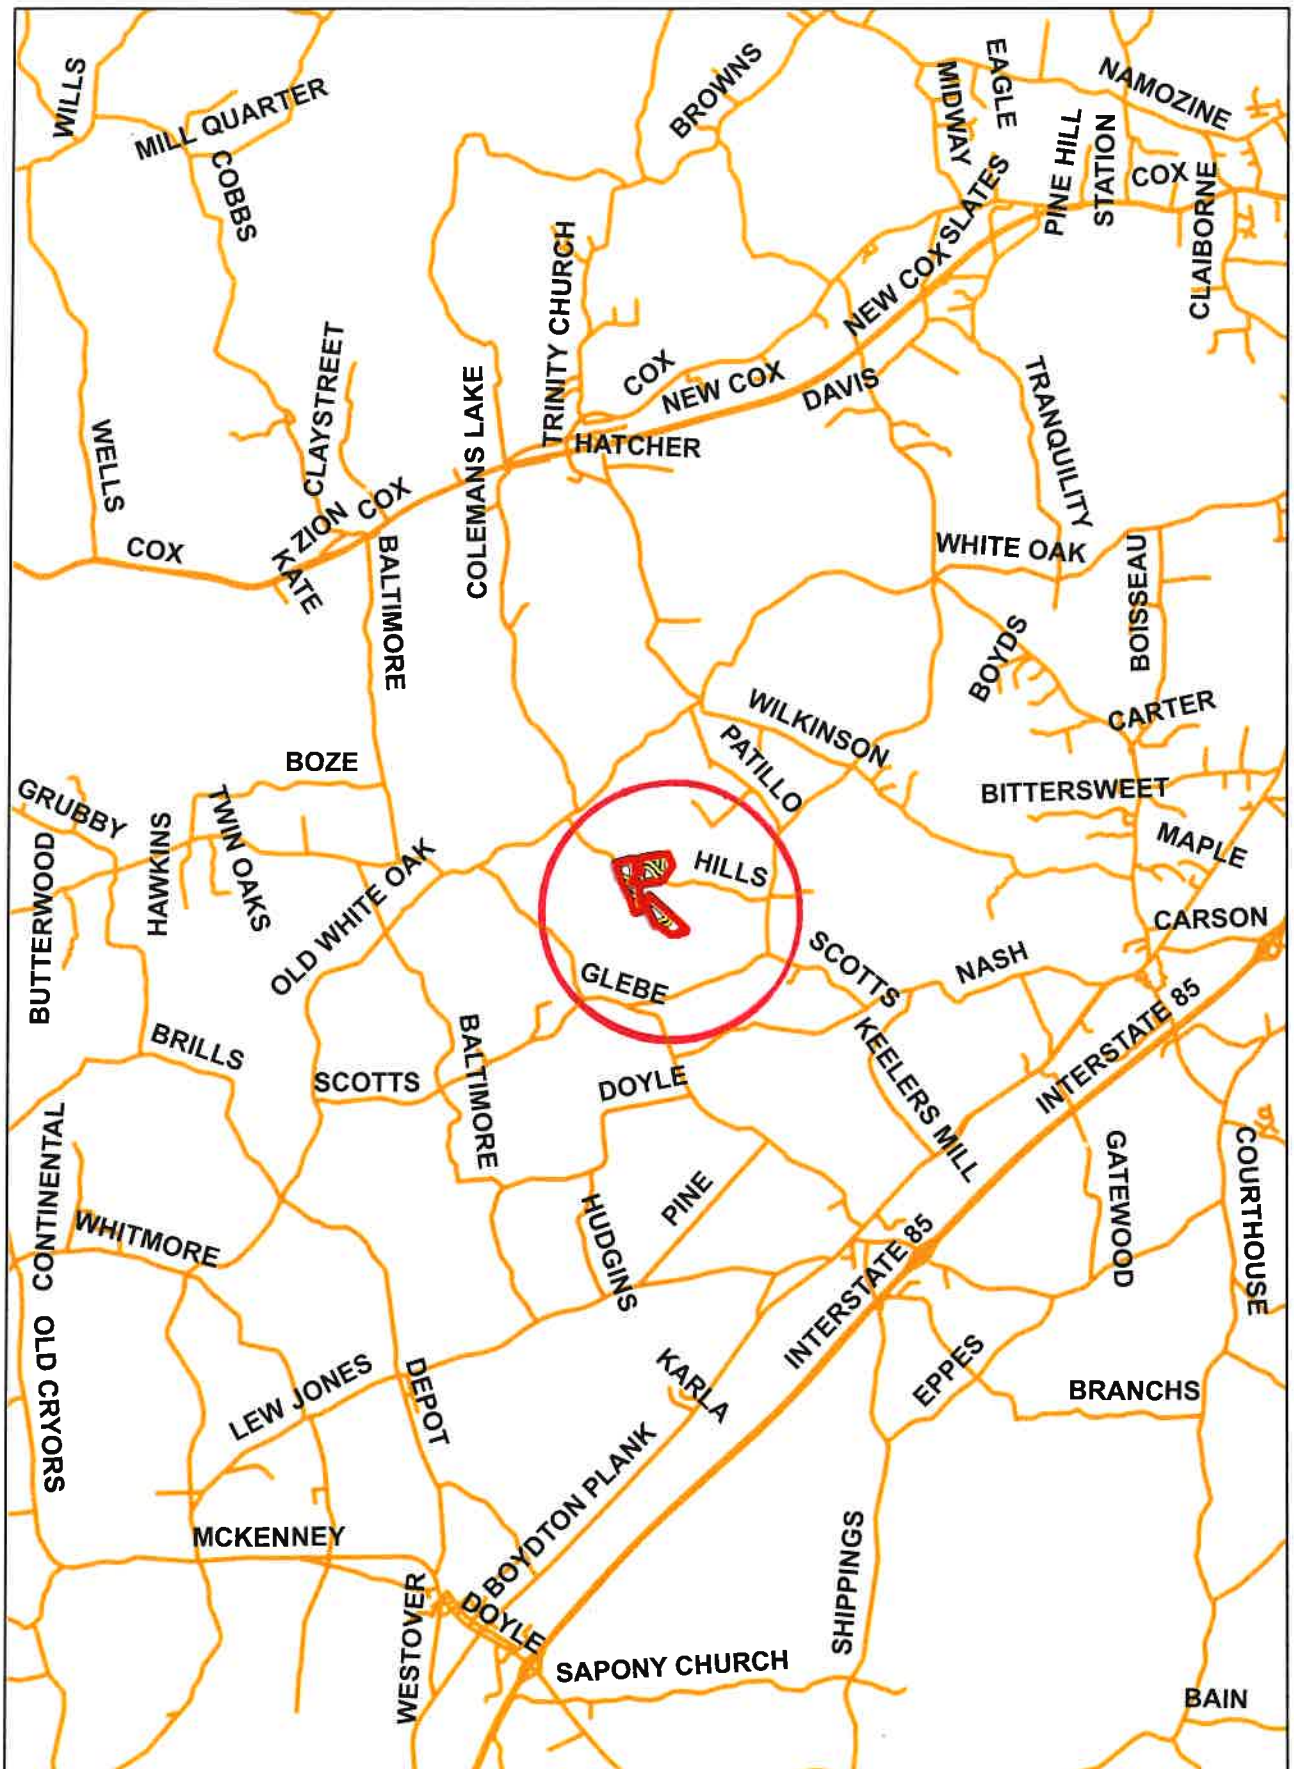 WILLS
MILL QUARTER
COBBS
BROWNS
MIDWAY
EAGLE
NAMOZINE
PINE HILL
STATION
COX
CLAIBORNE
SLATES
NEW COX
TRINITY CHURCH
COX
NEW COX
DAVIS
HATCHER
TRANQUILITY
CLAYSTREET
COLEMANS LAKE
WELLS
COX
ZION
COX
KATE
BALTIMORE
WHITE OAK
BOISSEAU
BOYDS
CARTER
WILKINSON
PATILLO
BOZE
GRUBBY
TWIN OAKS
HAWKINS
BUTTERWOOD
OLD WHITE OAK
HILLS
BITTERSWEET
MAPLE
CARSON
GLEBE
SCOTTS
NASH
INTERSTATE 85
BRILLS
SCOTTS
BALTIMORE
DOYLE
KEELERS MILL
GATEWOOD
COURTHOUSE
CONTINENTAL
WHITMORE
HUDGINS
PINE
INTERSTATE 85
OLD CRYORS
LEW JONES
DEPOT
KARLA
EPPES
BRANCHS
BOYDTON PLANK
MCKENNEY
WESTOVER
DOYLE
SHIPPINGS
SAPONY CHURCH
BAIN